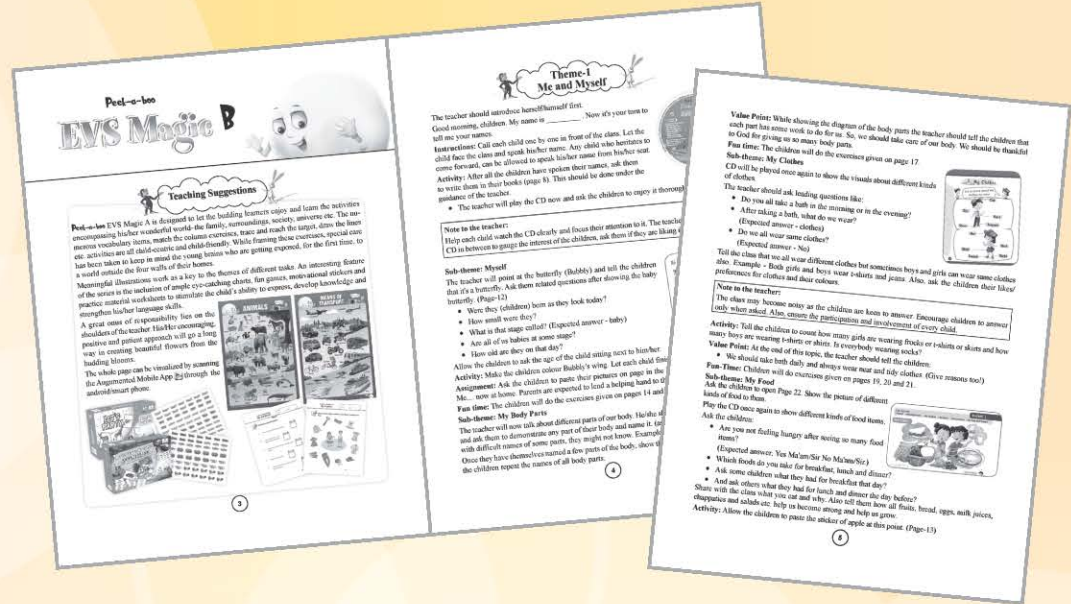 Peek-a-boo
EVS Magic B
Teaching Suggestions
Peek-a-boo EVS Magic A is designed to let the budding learners enjoy and learn the activities
encompassing his/her wonderful world- the family, surroundings, society, universe etc. The nu-
merous vocabulary items, match the column exercises, trace and reach the target, draw the lines
etc. activities are all child-centric and child-friendly. While framing these exercises, special care
has been taken to keep in mind the young brains who are getting exposed, for the first time, to
a world outside the four walls of their homes.
Meaningful illustrations work as a key to the themes of different tasks. An interesting feature
of the series is the inclusion of ample eye-catching charts, fun games, motivational stickers and
practice material worksheets to stimulate the child's ability to express, develop knowledge and
strengthen his/her language skills.
A great onus of responsibility lies on the
shoulders of the teacher. His/Her encouraging,
positive and patient approach will go a long
way in creating beautiful flowers from the
budding blooms.
The whole page can be visualized by scanning
the Augmented Mobile App through the
android/smart phone.
ANIMALS
MEANS OF
TRANSPORT
3
Theme-1
Me and Myself
The teacher should introduce herself/himself first.
Good morning, children. My name is __________. Now it's your turn to
tell me your names.
Instructions: Call each child one by one in front of the class. Let the
child face the class and speak his/her name. Any child who hesitates to
come forward, can be allowed to speak his/her name from his/her seat.
Activity: After all the children have spoken their names, ask them
to write them in their books (page 8). This should be done under the
guidance of the teacher.
• The teacher will play the CD now and ask the children to enjoy it
Note to the teacher:
Help each child watch the CD clearly and focus their attention to it. The
CD is between to gauge the interest of the children, ask them if they are liking
Sub-theme: Myself
The teacher will point at the butterfly (Bubbly) and tell the children
that it's a butterfly. Ask them related questions after showing the baby
butterfly. (Page-12)
• Were they (children) born as they look today?
• How small were they?
• What is that stage called? (Expected answer - baby)
• Are all of us babies at some stage?
• How old are they on that day?
Allow the children to ask the age of the child sitting next to him/her.
Activity: Make the children colour Bubbly's wing. Let each child
Assignment: Ask the children to paste their pictures on page in the
Me... now at home. Parents are expected to lend a helping hand to
Fun time: The children will do the exercises given on pages 14 and
Sub-theme: My Body Parts
The teacher will now talk about different parts of our body. He/she
and ask them to demonstrate any part of their body and name it.
with difficult names of some parts, they might not know.
Once they have themselves named a few parts of the body, show
the children repeat the names of all body parts.
4
Value Point: While showing the diagram of the body parts the teacher should tell the children that
each part has some work to do for us. So, we should take care of our body. We should be thankful
to God for giving us so many body parts.
Fun time: The children will do the exercises given on page 17.
Sub-theme: My Clothes
CD will be played once again to show the visuals about different kinds
of clothes.
The teacher should ask leading questions like:
• Do you all take a bath in the morning or in the evening?
• After taking a bath, what do we wear?
(Expected answer - clothes)
• Do we all wear same clothes?
(Expected answer - No)
Tell the class that we all wear different clothes but sometimes boys and girls can wear same clothes
also. Example - Both girls and boys wear t-shirts and jeans. Also, ask the children their likes/
preferences for clothes and their colours.
Note to the teacher:
The class may become noisy as the children are keen to answer. Encourage children to answer
only when asked. Also, ensure the participation and involvement of every child.
Activity: Tell the children to count how many girls are wearing frocks or t-shirts or skirts and how
many boys are wearing t-shirts or shirts. Is everybody wearing socks?
Value Point: At the end of this topic, the teacher should tell the children:
• We should take bath daily and always wear neat and tidy clothes. (Give reasons too!)
Fun-Time: Children will do exercises given on pages 19, 20 and 21.
Sub-theme: My Food
Ask the children to open Page 22. Show the picture of different
kinds of food to them.
Play the CD once again to show different kinds of food items.
Ask the children:
• Are you not feeling hungry after seeing so many food
items?
(Expected answer. Yes Ma'am/Sir No Ma'am/Sir.)
• Which foods do you take for breakfast, lunch and dinner?
• Ask some children what they had for breakfast that day?
• And ask others what they had for lunch and dinner the day before?
Share with the class what you eat and why. Also tell them how all fruits, bread, eggs, milk juices,
chappaties and salads etc. help us become strong and help us grow.
Activity: Allow the children to paste the sticker of apple at this point. (Page-13)
5